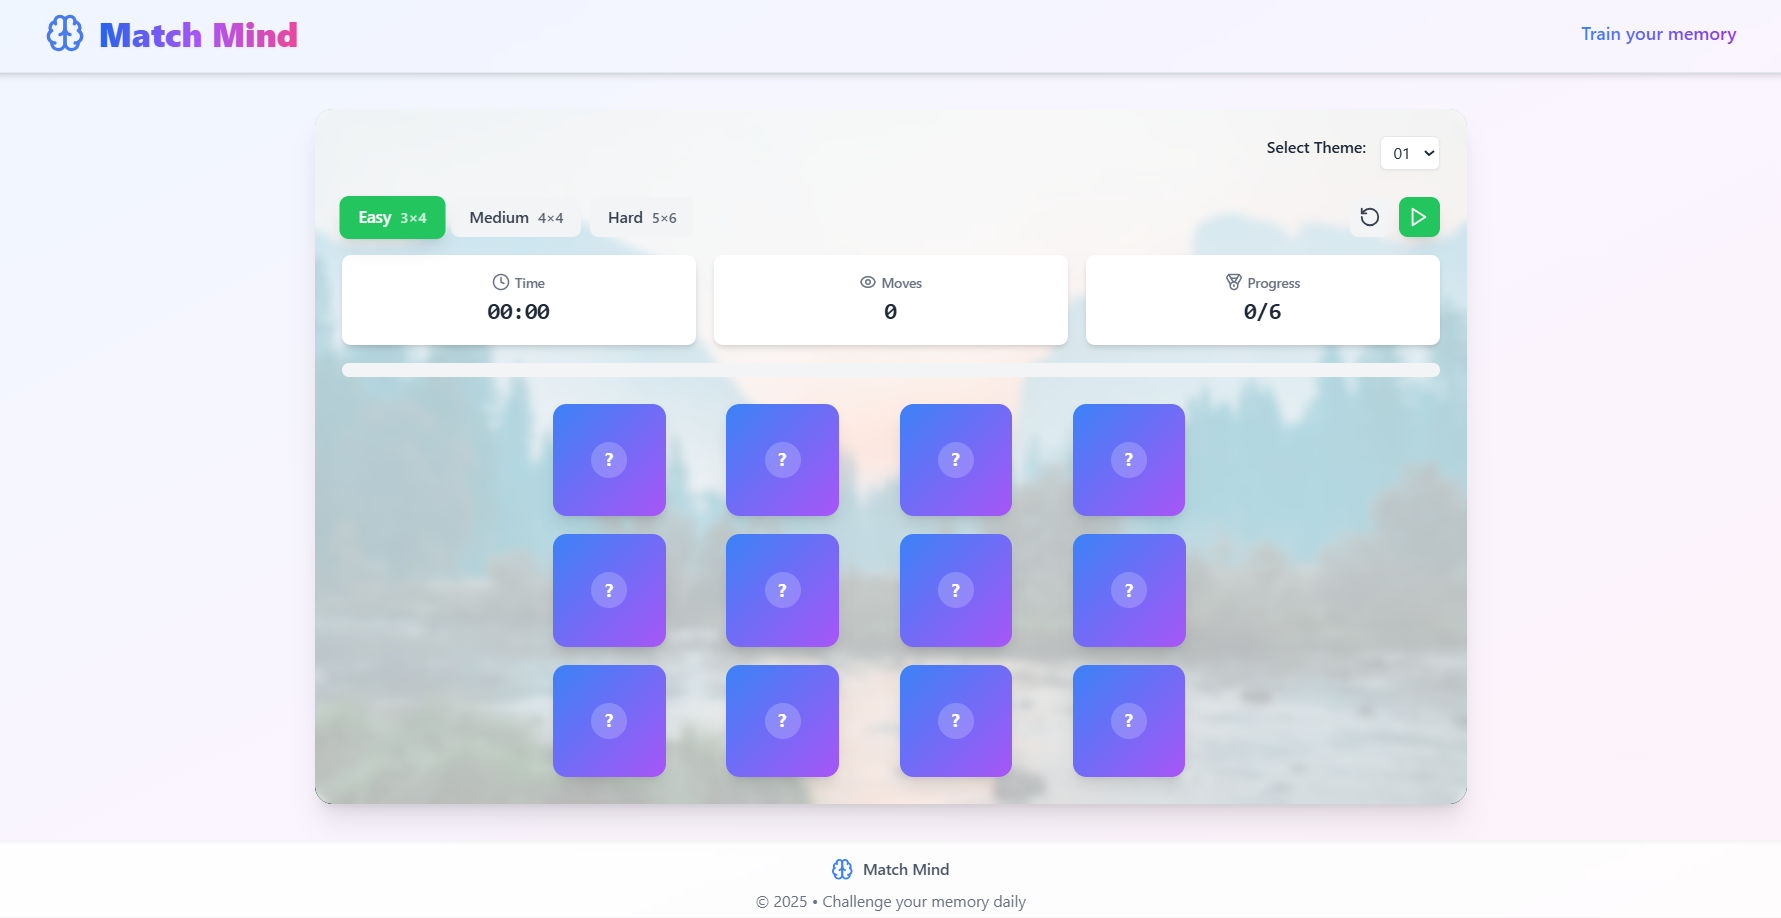 Match Mind
Train your memory
Select Theme: 01
Easy 3×4 Medium 4×4 Hard 5×6
Time Moves Progress
00:00 0 0/6
? ? ? ?
? ? ? ?
? ? ? ?
Match Mind
© 2025 • Challenge your memory daily